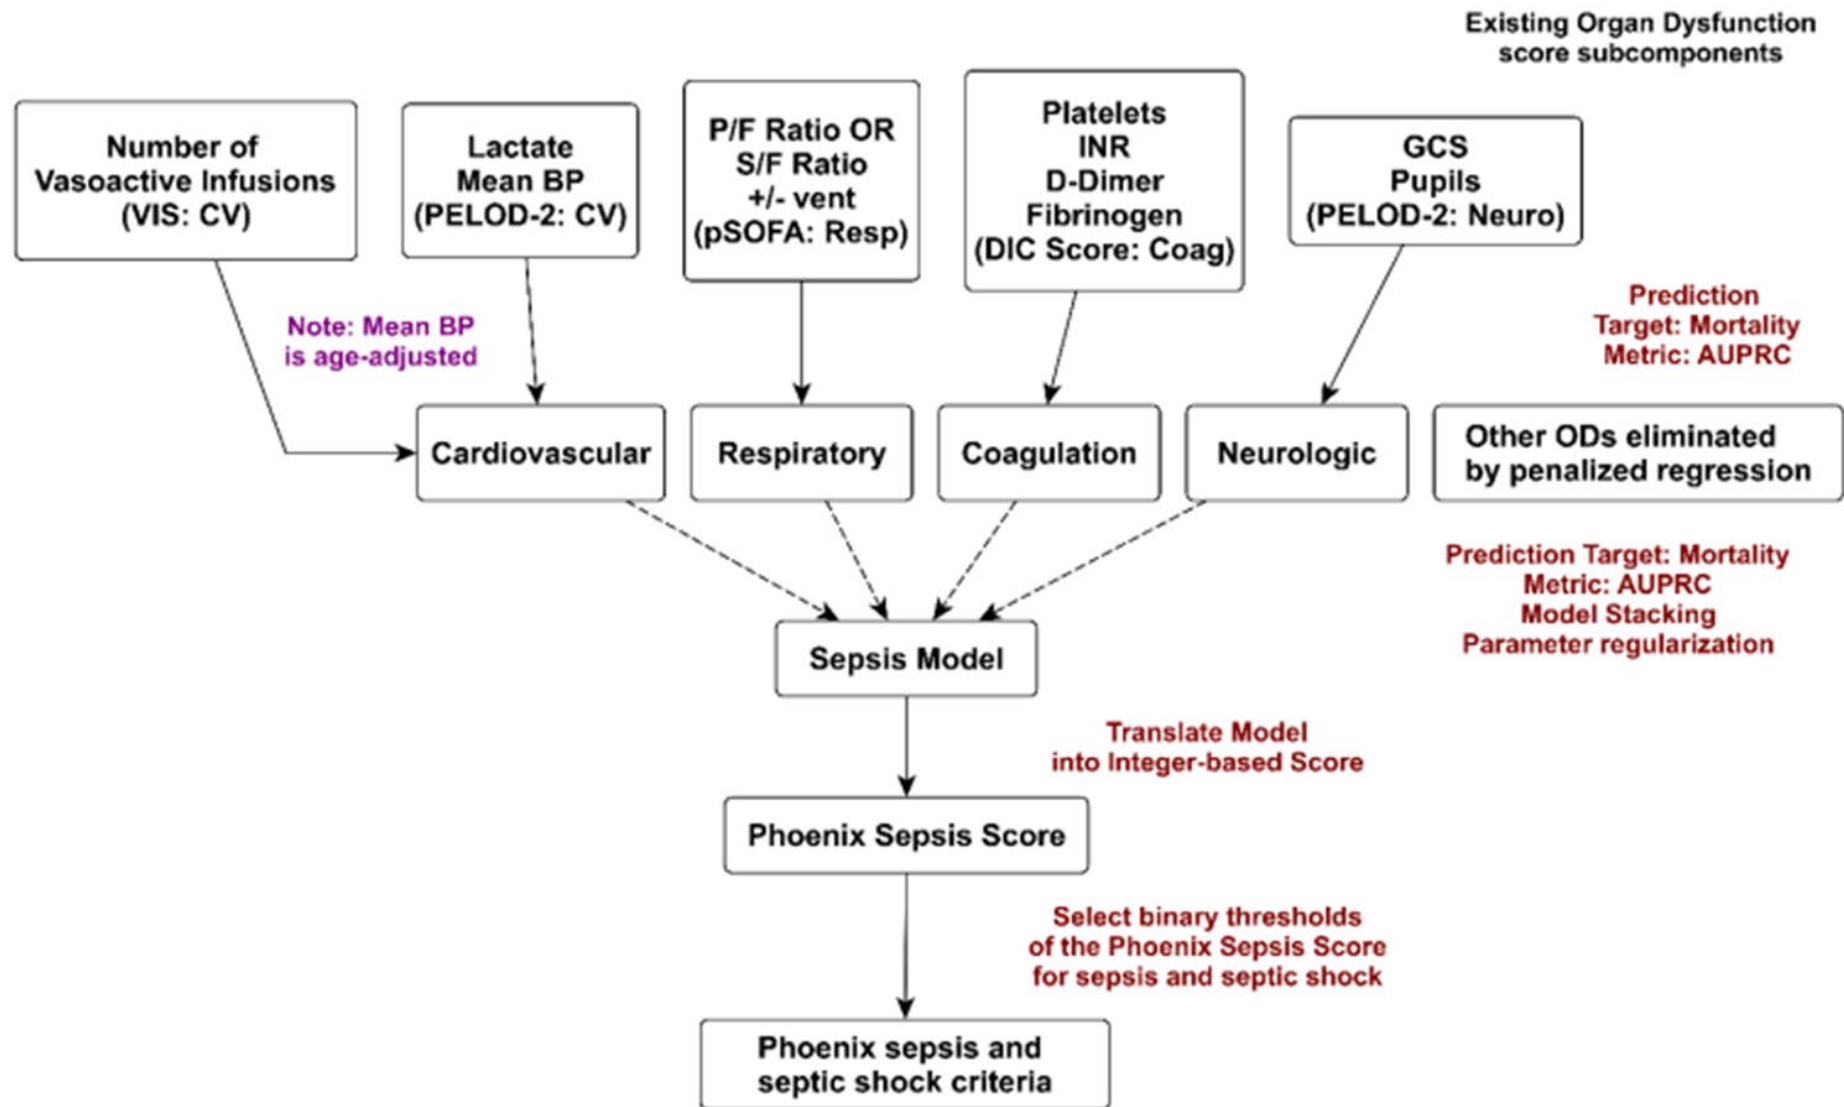 Existing Organ Dysfunction
score subcomponents
Number of
Vasoactive Infusions
(VIS: CV)
Lactate
Mean BP
(PELOD-2: CV)
P/F Ratio OR
S/F Ratio
+/- vent
(pSOFA: Resp)
Platelets
INR
D-Dimer
Fibrinogen
(DIC Score: Coag)
GCS
Pupils
(PELOD-2: Neuro)
Note: Mean BP
is age-adjusted
Prediction
Target: Mortality
Metric: AUPRC
Cardiovascular
Respiratory
Coagulation
Neurologic
Other ODs eliminated
by penalized regression
Prediction Target: Mortality
Metric: AUPRC
Model Stacking
Parameter regularization
Sepsis Model
Translate Model
into Integer-based Score
Phoenix Sepsis Score
Select binary thresholds
of the Phoenix Sepsis Score
for sepsis and septic shock
Phoenix sepsis and
septic shock criteria